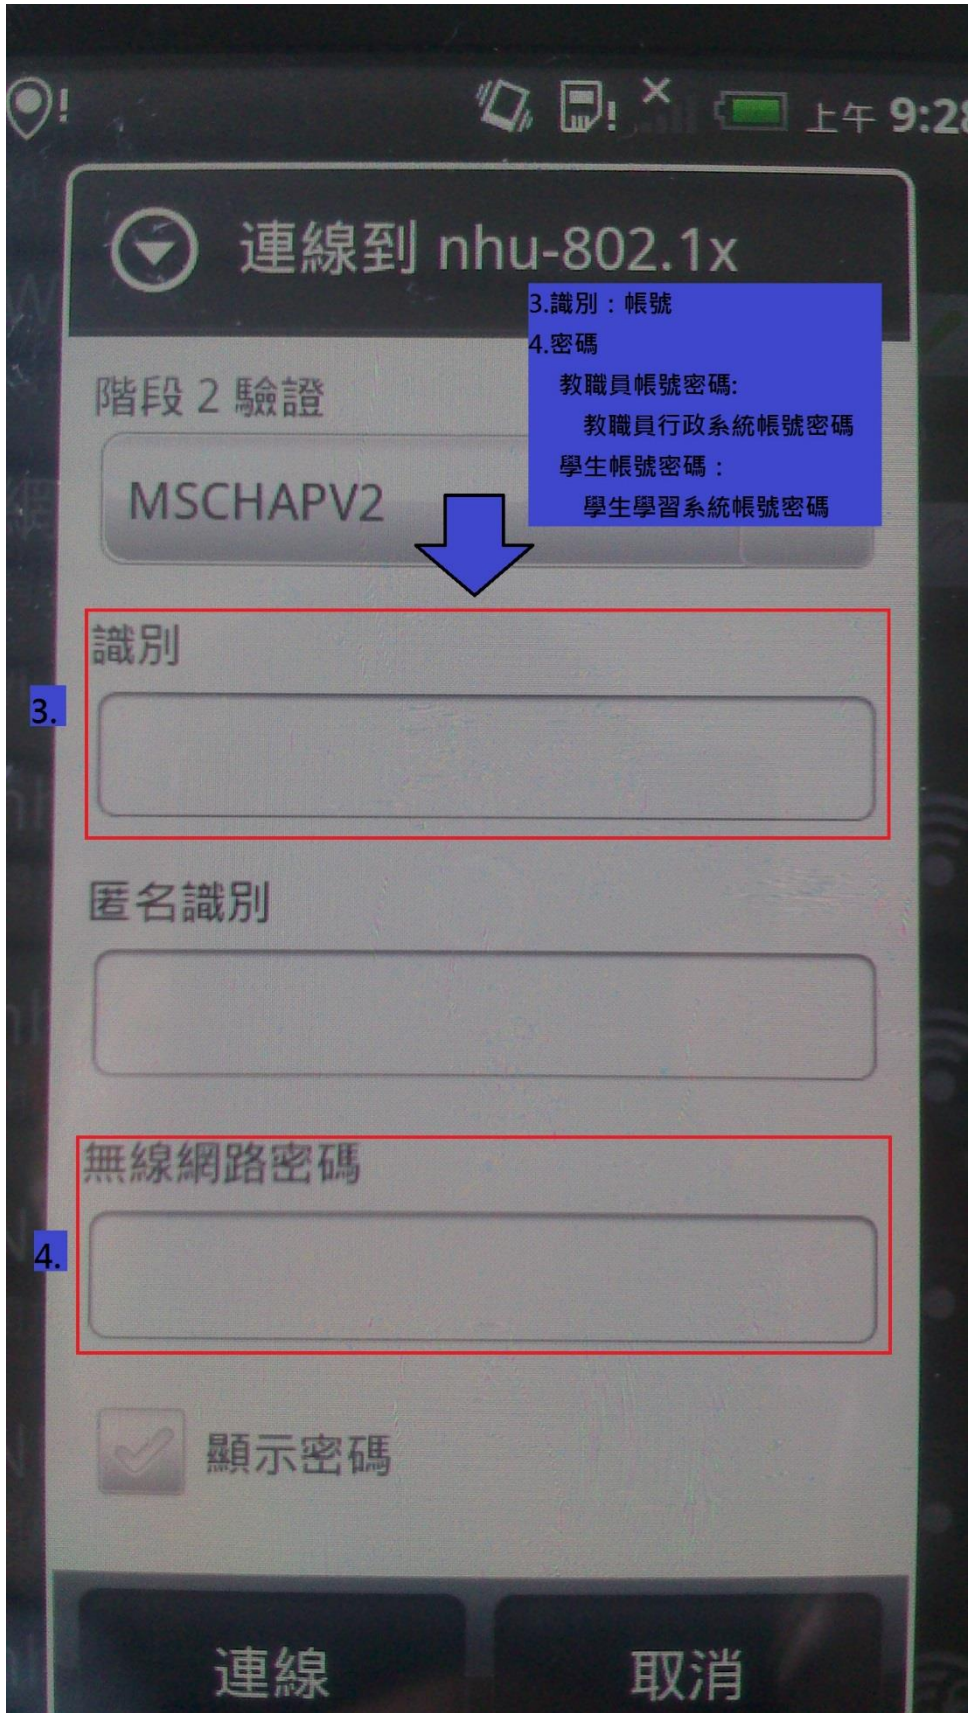 上午 9:28
連線到 nhu-802.1x
3.識別：帳號
4.密碼
教職員帳號密碼:
教職員行政系統帳號密碼
學生帳號密碼：
學生學習系統帳號密碼
階段 2 驗證
MSCHAPV2
識別
3.
匿名識別
無線網路密碼
4.
顯示密碼
連線
取消